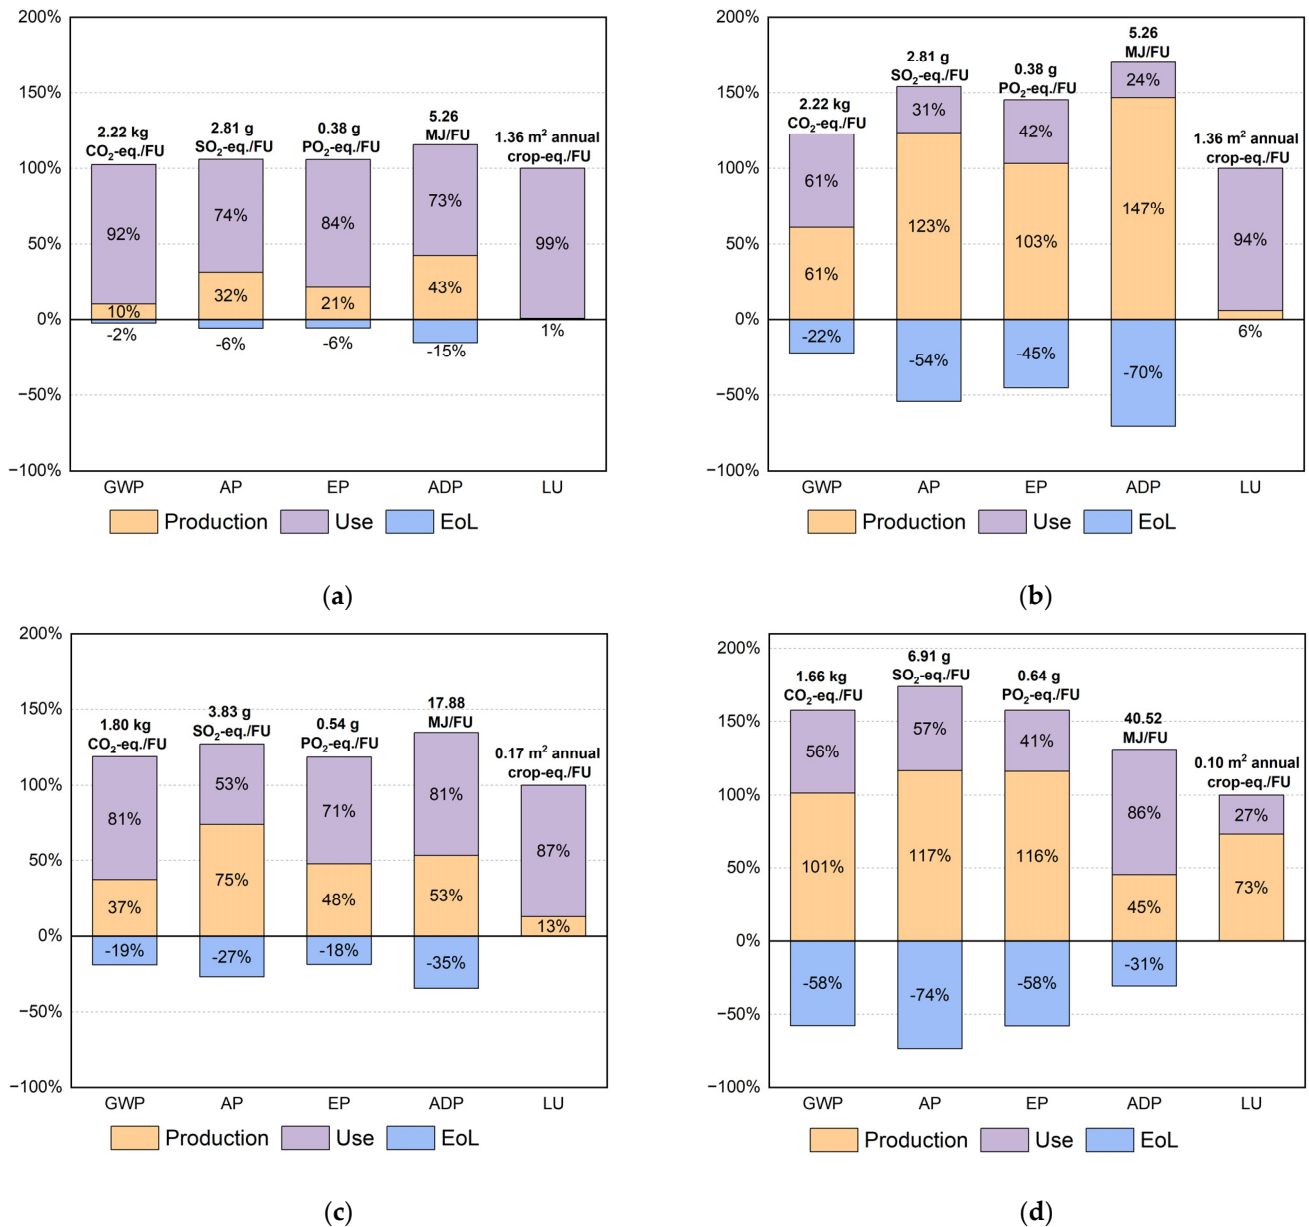 200%
150%
100%
50%
0%
−50%
−100%
2.22 kg
CO2-eq./FU
2.81 g
SO2-eq./FU
0.38 g
PO2-eq./FU
5.26
MJ/FU
1.36 m² annual
crop-eq./FU
92%
10%
-2%
74%
32%
-6%
84%
21%
-6%
73%
43%
-15%
99%
1%
GWP AP EP ADP LU
Production Use EoL
(a)
200%
150%
100%
50%
0%
−50%
−100%
2.22 kg
CO2-eq./FU
2.81 g
SO2-eq./FU
0.38 g
PO2-eq./FU
5.26
MJ/FU
1.36 m² annual
crop-eq./FU
61%
61%
-22%
31%
123%
-54%
42%
103%
-45%
24%
147%
-70%
94%
6%
GWP AP EP ADP LU
Production Use EoL
(b)
200%
150%
100%
50%
0%
−50%
−100%
1.80 kg
CO2-eq./FU
3.83 g
SO2-eq./FU
0.54 g
PO2-eq./FU
17.88
MJ/FU
0.17 m² annual
crop-eq./FU
81%
37%
-19%
53%
75%
-27%
71%
48%
-18%
81%
53%
-35%
87%
13%
GWP AP EP ADP LU
Production Use EoL
(c)
200%
150%
100%
50%
0%
−50%
−100%
1.66 kg
CO2-eq./FU
6.91 g
SO2-eq./FU
0.64 g
PO2-eq./FU
40.52
MJ/FU
0.10 m² annual
crop-eq./FU
56%
101%
-58%
57%
117%
-74%
41%
116%
-58%
86%
45%
-31%
27%
73%
GWP AP EP ADP LU
Production Use EoL
(d)